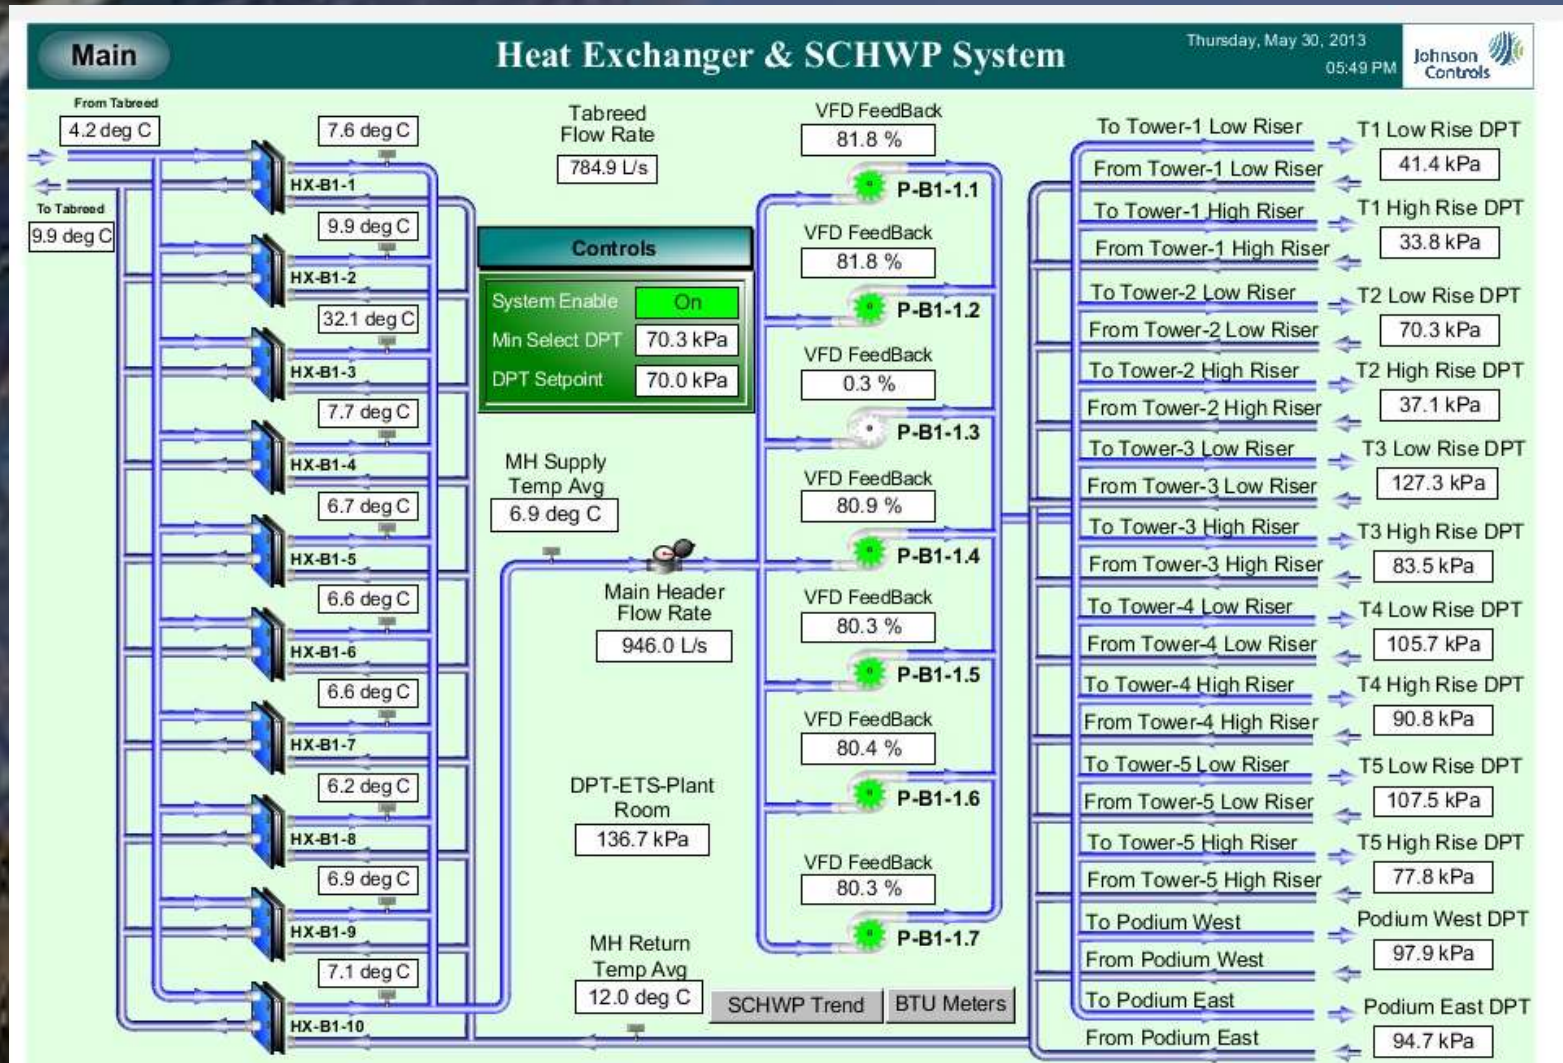 Main
Heat Exchanger & SCHWP System
Thursday, May 30, 2013
05:49 PM
Johnson
Controls
From Tabreed
4.2 deg C
To Tabreed
9.9 deg C
7.6 deg C
HX-B1-1
9.9 deg C
HX-B1-2
32.1 deg C
HX-B1-3
7.7 deg C
HX-B1-4
6.7 deg C
HX-B1-5
6.6 deg C
HX-B1-6
6.6 deg C
HX-B1-7
6.2 deg C
HX-B1-8
6.9 deg C
HX-B1-9
7.1 deg C
HX-B1-10
Tabreed
Flow Rate
784.9 L/s
Controls
System Enable On
Min Select DPT 70.3 kPa
DPT Setpoint 70.0 kPa
MH Supply
Temp Avg
6.9 deg C
Main Header
Flow Rate
946.0 L/s
DPT-ETS-Plant
Room
136.7 kPa
MH Return
Temp Avg
12.0 deg C
SCHWP Trend
BTU Meters
VFD FeedBack
81.8 %
P-B1-1.1
VFD FeedBack
81.8 %
P-B1-1.2
VFD FeedBack
0.3 %
P-B1-1.3
VFD FeedBack
80.9 %
P-B1-1.4
VFD FeedBack
80.3 %
P-B1-1.5
VFD FeedBack
80.4 %
P-B1-1.6
VFD FeedBack
80.3 %
P-B1-1.7
To Tower-1 Low Riser
From Tower-1 Low Riser
To Tower-1 High Riser
From Tower-1 High Riser
To Tower-2 Low Riser
From Tower-2 Low Riser
To Tower-2 High Riser
From Tower-2 High Riser
To Tower-3 Low Riser
From Tower-3 Low Riser
To Tower-3 High Riser
From Tower-3 High Riser
To Tower-4 Low Riser
From Tower-4 Low Riser
To Tower-4 High Riser
From Tower-4 High Riser
To Tower-5 Low Riser
From Tower-5 Low Riser
To Tower-5 High Riser
From Tower-5 High Riser
To Podium West
From Podium West
To Podium East
From Podium East
T1 Low Rise DPT
41.4 kPa
T1 High Rise DPT
33.8 kPa
T2 Low Rise DPT
70.3 kPa
T2 High Rise DPT
37.1 kPa
T3 Low Rise DPT
127.3 kPa
T3 High Rise DPT
83.5 kPa
T4 Low Rise DPT
105.7 kPa
T4 High Rise DPT
90.8 kPa
T5 Low Rise DPT
107.5 kPa
T5 High Rise DPT
77.8 kPa
Podium West DPT
97.9 kPa
Podium East DPT
94.7 kPa